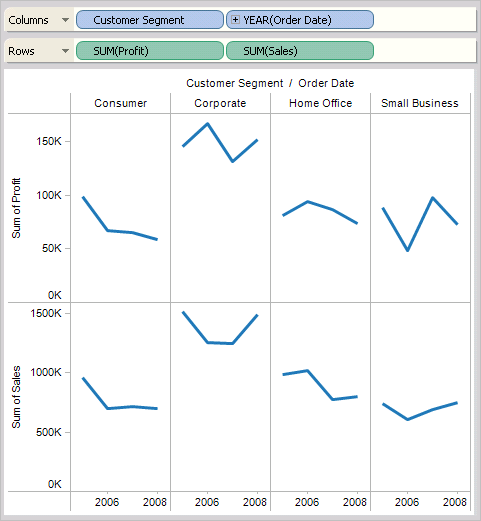 Columns Customer Segment YEAR(Order Date)
Rows SUM(Profit) SUM(Sales)
Customer Segment / Order Date
Consumer Corporate Home Office Small Business
Sum of Profit
150K
100K
50K
0K
Sum of Sales
1500K
1000K
500K
0K
2006 2008 2006 2008 2006 2008 2006 2008